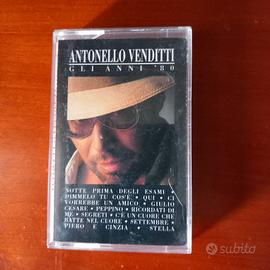 ANTONELLO VENDITTI
GLI ANNI '80
NOTTE PRIMA DEGLI ESAMI •
DIMMELO TU COS'È • QUI • CI
VORREBBE UN AMICO • GIULIO
CESARE • PEPPINO • RICORDATI DI
ME • SEGRETI • C'È UN CUORE CHE
BATTE NEL CUORE • SETTEMBRE •
PIERO E CINZIA • STELLA
subito